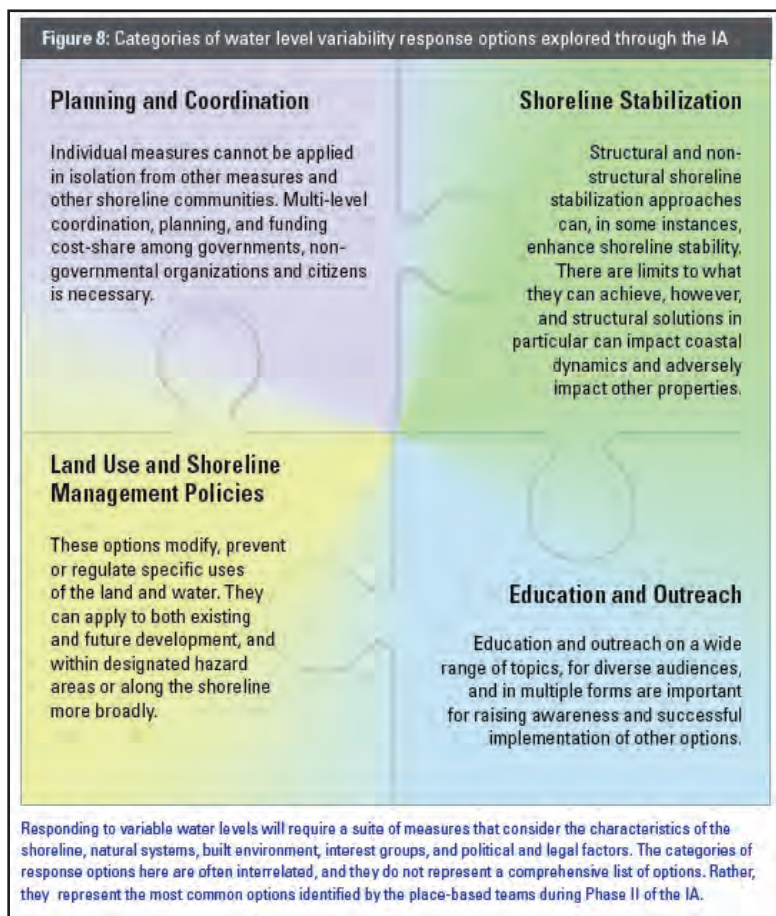 Figure 8: Categories of water level variability response options explored through the IA
Planning and Coordination
Individual measures cannot be applied
in isolation from other measures and
other shoreline communities. Multi-level
coordination, planning, and funding
cost-share among governments, non-
governmental organizations and citizens
is necessary.
Shoreline Stabilization
Structural and non-
structural shoreline
stabilization approaches
can, in some instances,
enhance shoreline stability.
There are limits to what
they can achieve, however,
and structural solutions in
particular can impact coastal
dynamics and adversely
impact other properties.
Land Use and Shoreline
Management Policies
These options modify, prevent
or regulate specific uses
of the land and water. They
can apply to both existing
and future development, and
within designated hazard
areas or along the shoreline
more broadly.
Education and Outreach
Education and outreach on a wide
range of topics, for diverse audiences,
and in multiple forms are important
for raising awareness and successful
implementation of other options.
Responding to variable water levels will require a suite of measures that consider the characteristics of the
shoreline, natural systems, built environment, interest groups, and political and legal factors. The categories of
response options here are often interrelated, and they do not represent a comprehensive list of options. Rather,
they represent the most common options identified by the place-based teams during Phase II of the IA.